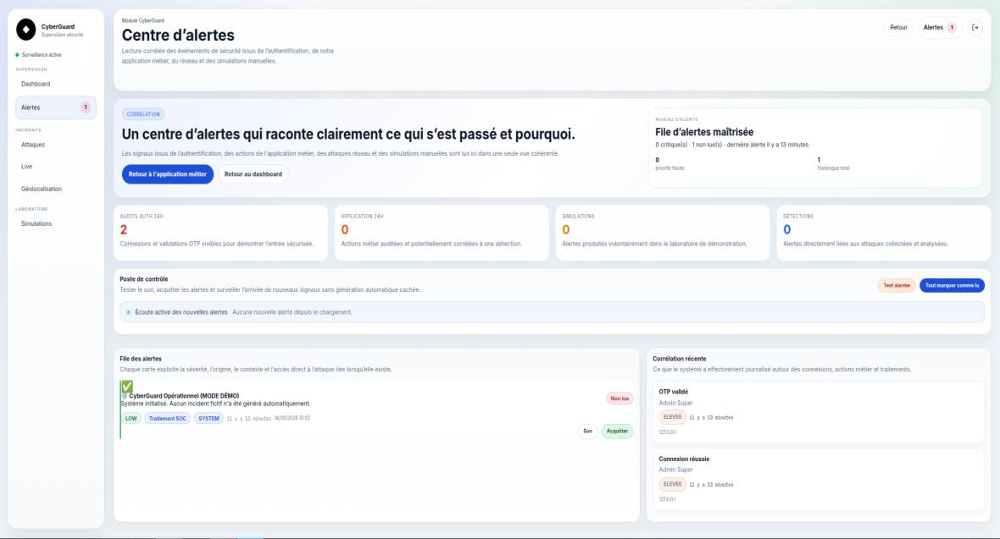 CyberGuard
Supervision sécurité
Surveillance active
SUPERVISION
Dashboard
Alertes 1
INCIDENTS
Attaques
Live
Géolocalisation
LABORATOIRE
Simulations
Module CyberGuard
Centre d’alertes
Lecture corrélée des événements de sécurité issus de l’authentification, de notre
application métier, du réseau et des simulations manuelles.
Retour
Alertes 1
CORRÉLATION
Un centre d’alertes qui raconte clairement ce qui s’est passé et pourquoi.
Les signaux issus de l’authentification, des actions de l’application métier, des attaques réseau et des simulations manuelles sont lus ici dans une seule vue cohérente.
Retour à l’application métier
Retour au dashboard
NIVEAU D’ALERTE
File d’alertes maîtrisée
0 critique(s) · 1 non lue(s) · dernière alerte il y a 13 minutes
0
priorité haute
1
historique total
AUDITS AUTH 24H
2
Connexions et validations OTP visibles pour démontrer l’entrée sécurisée.
APPLICATION 24H
0
Actions métier auditées et potentiellement corrélées à une détection.
SIMULATIONS
0
Alertes produites volontairement dans le laboratoire de démonstration.
DÉTECTIONS
0
Alertes directement liées aux attaques collectées et analysées.
Poste de contrôle
Tester le son, acquitter les alertes et surveiller l’arrivée de nouveaux signaux sans génération automatique cachée.
Test alarme
Tout marquer comme lu
Écoute active des nouvelles alertes Aucune nouvelle alerte depuis le chargement.
File des alertes
Chaque carte explicite la sévérité, l’origine, le contexte et l’accès direct à l’attaque liée lorsqu’elle existe.
CyberGuard Opérationnel (MODE DÉMO)
Système initialisé. Aucun incident fictif n’a été généré automatiquement.
Non lue
LOW Traitement SOC SYSTEM il y a 13 minutes 14/05/2026 15:02
Son
Acquitter
Corrélation récente
Ce que le système a effectivement journalisé autour des connexions, actions métier et traitements.
OTP validé
Admin Super
ELEVEE il y a 13 minutes
127.0.0.1
Connexion réussie
Admin Super
ELEVEE il y a 13 minutes
127.0.0.1